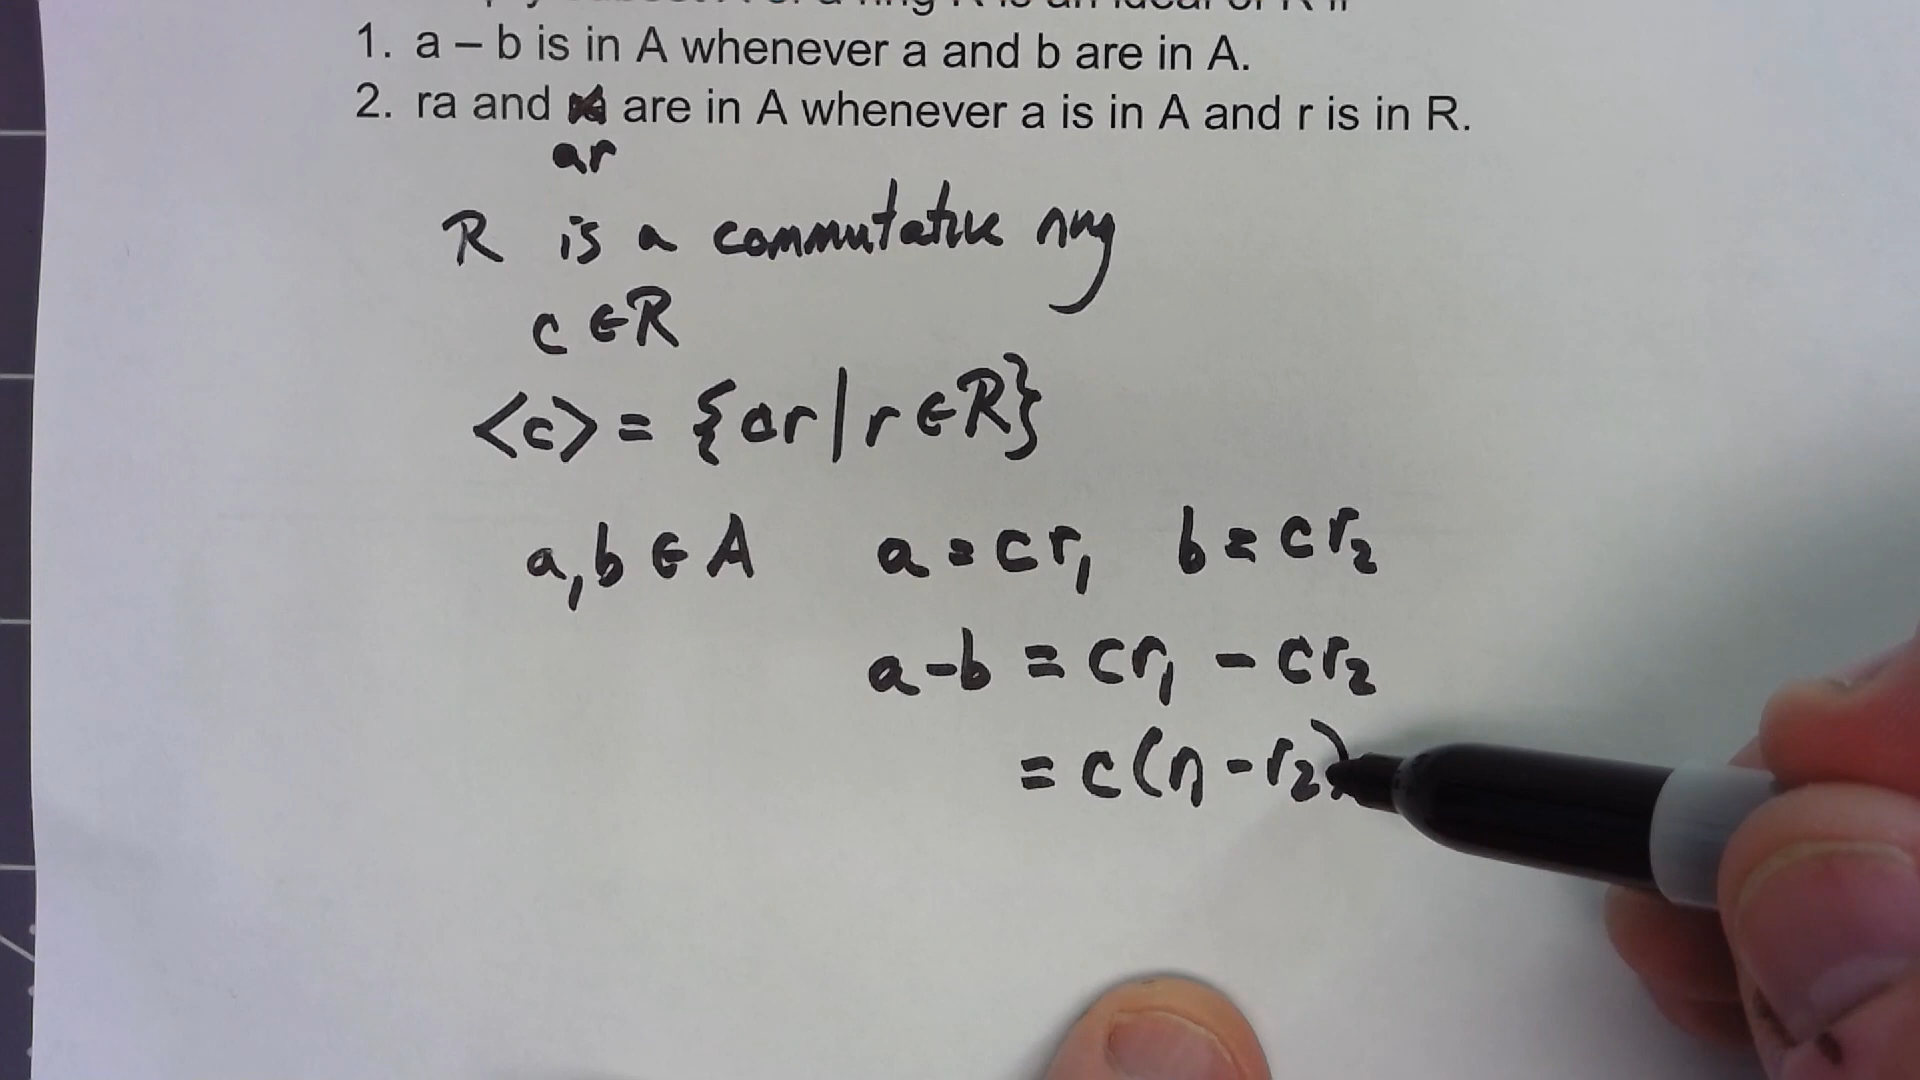 1. a – b is in A whenever a and b are in A.
2. ra and are in A whenever a is in A and r is in R.
ar
R is a commutative ring
c ∈ R
<c> = {cr | r ∈ R}
a, b ∈ A a = cr₁ b = cr₂
a - b = cr₁ - cr₂
= c(r₁ - r₂)